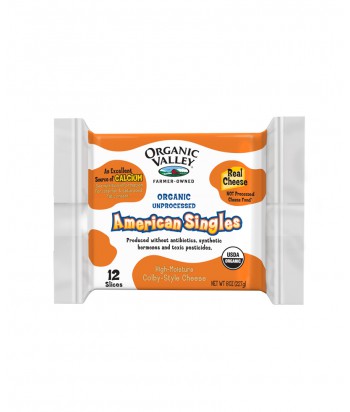 ORGANIC
VALLEY
FARMER-OWNED
An Excellent
Source of CALCIUM
Real
Cheese
NOT Processed
Cheese Food!
ORGANIC
UNPROCESSED
American Singles
Produced without antibiotics, synthetic
hormones and toxic pesticides.
USDA
ORGANIC
12
Slices
High-Moisture
Colby-Style Cheese
NET WT 8OZ (227g)